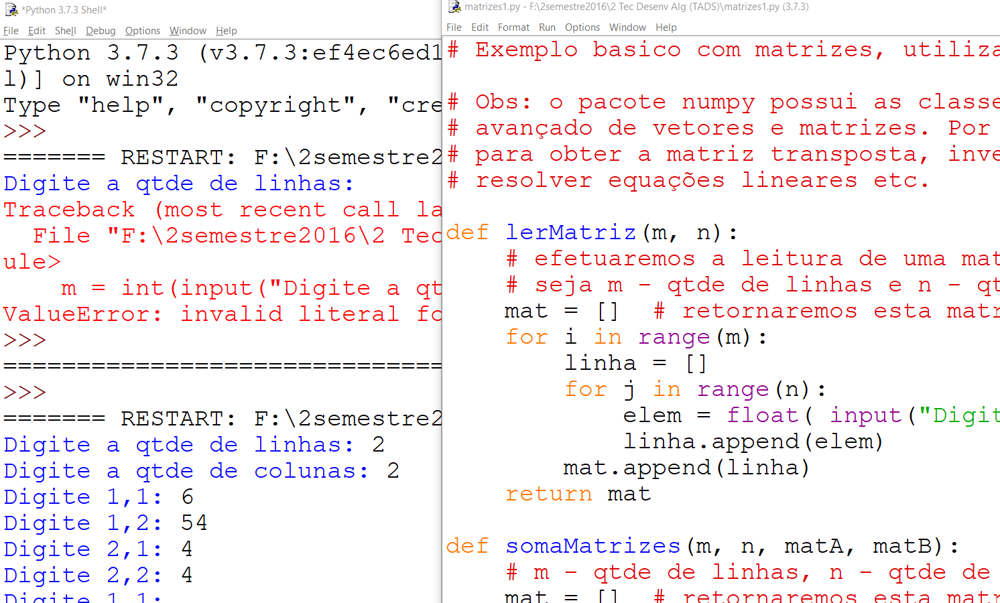 *Python 3.7.3 Shell*
File Edit Shell Debug Options Window Help
Python 3.7.3 (v3.7.3:ef4ec6ed1
l)] on win32
Type "help", "copyright", "cre
>>>
======= RESTART: F:\2semestre2
Digite a qtde de linhas:
Traceback (most recent call la
  File "F:\2semestre2016\2 Tec
ule>
    m = int(input("Digite a qt
ValueError: invalid literal fo
>>>
==============================
>>>
======= RESTART: F:\2semestre2
Digite a qtde de linhas: 2
Digite a qtde de colunas: 2
Digite 1,1: 6
Digite 1,2: 54
Digite 2,1: 4
Digite 2,2: 4
Digite 1,1:
matrizes1.py - F:\2semestre2016\2 Tec Desenv Alg (TADS)\matrizes1.py (3.7.3)
File Edit Format Run Options Window Help
# Exemplo basico com matrizes, utiliza
# Obs: o pacote numpy possui as classe
# avançado de vetores e matrizes. Por
# para obter a matriz transposta, inve
# resolver equações lineares etc.
def lerMatriz(m, n):
    # efetuaremos a leitura de uma mat
    # seja m - qtde de linhas e n - qt
    mat = []  # retornaremos esta matr
    for i in range(m):
        linha = []
        for j in range(n):
            elem = float( input("Digit
            linha.append(elem)
        mat.append(linha)
    return mat
def somaMatrizes(m, n, matA, matB):
    # m - qtde de linhas, n - qtde de
    mat = []  # retornaremos esta matr